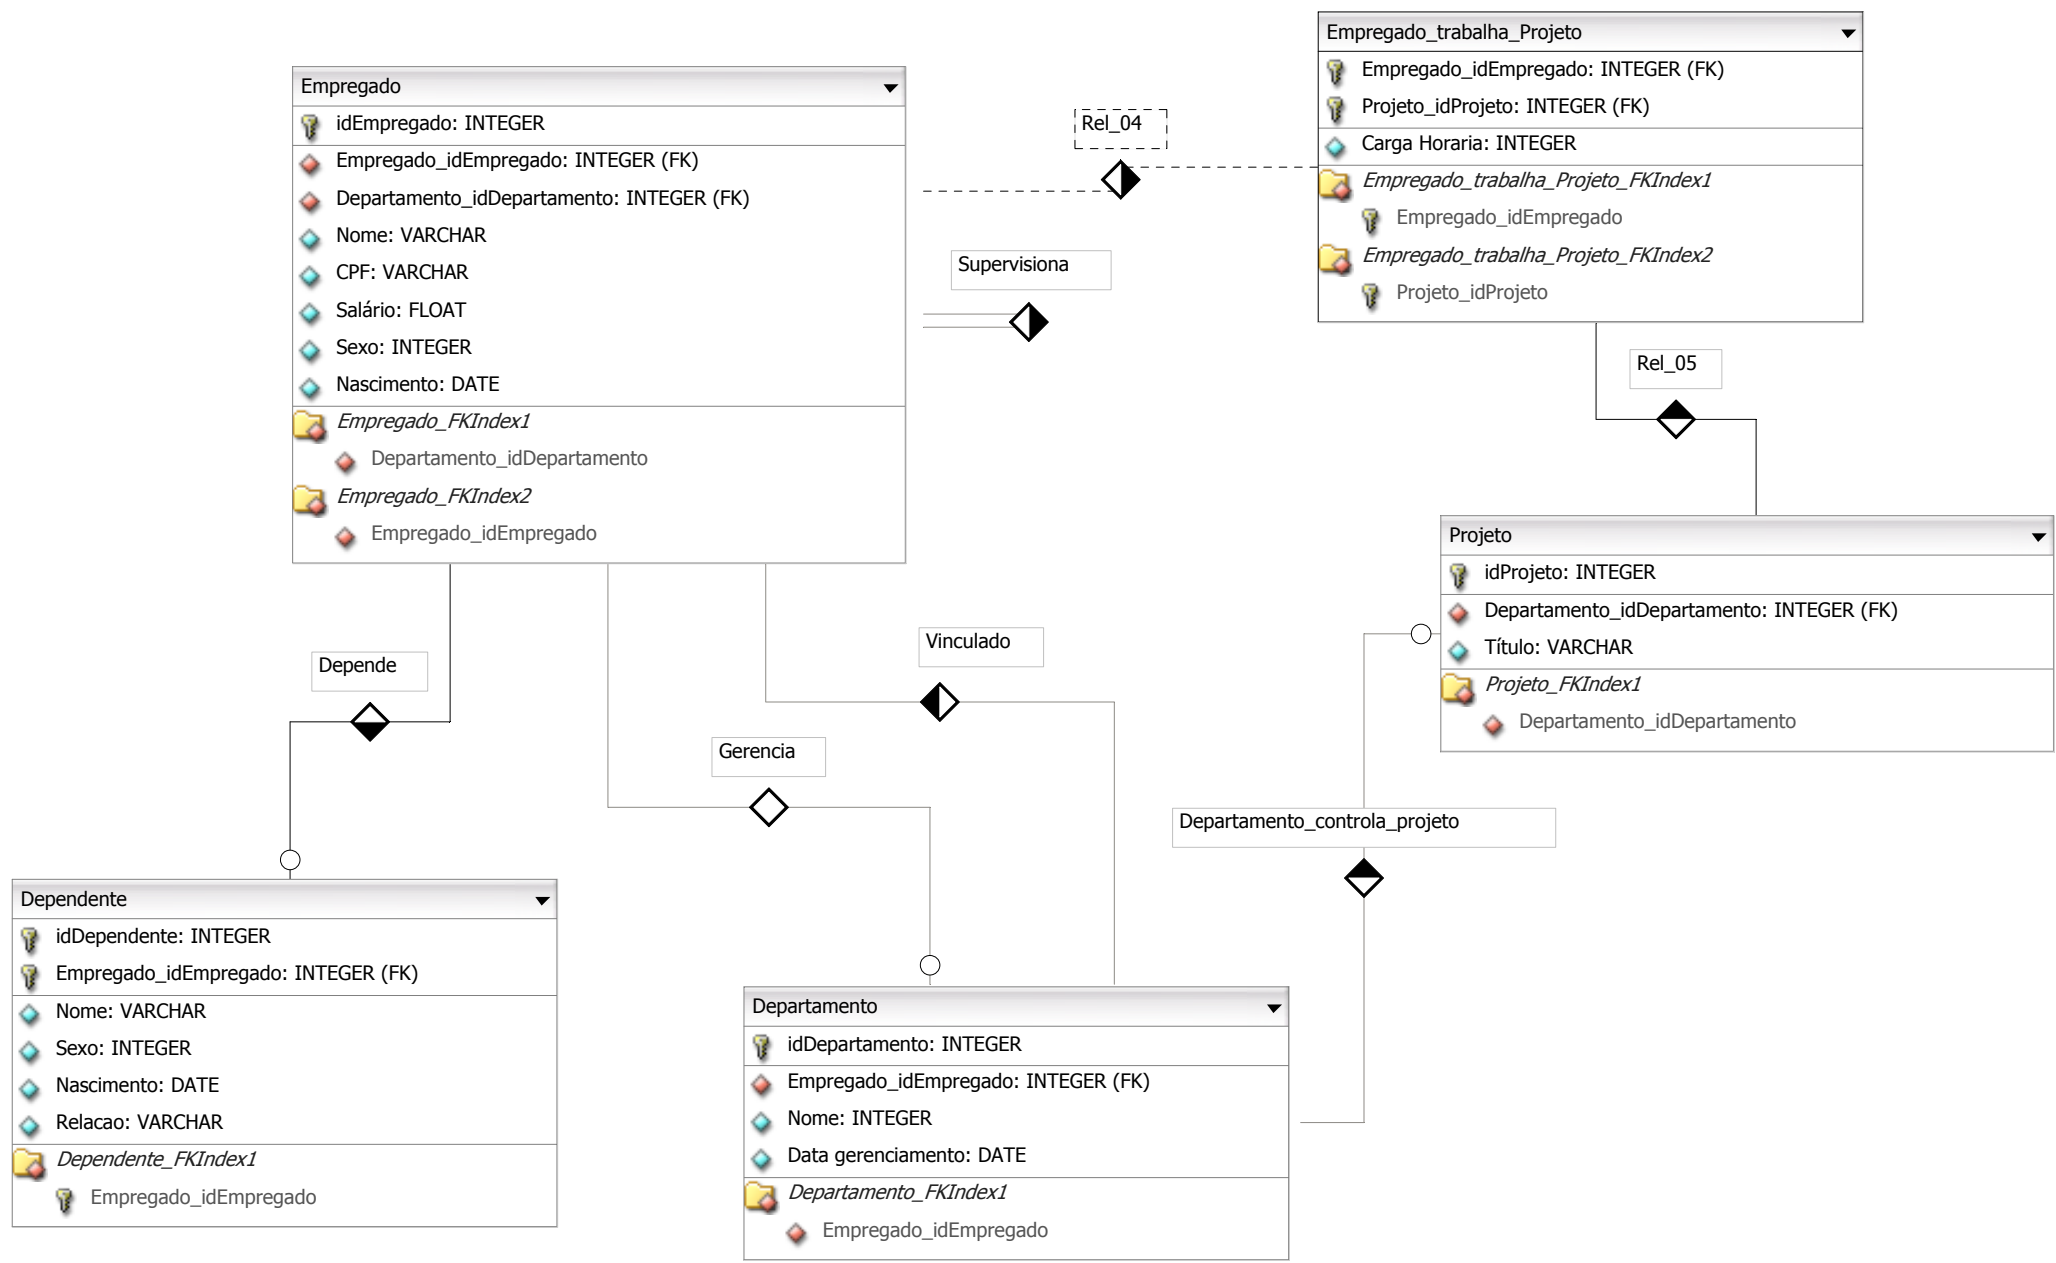 Empregado
idEmpregado: INTEGER
Empregado_idEmpregado: INTEGER (FK)
Departamento_idDepartamento: INTEGER (FK)
Nome: VARCHAR
CPF: VARCHAR
Salário: FLOAT
Sexo: INTEGER
Nascimento: DATE
Empregado_FKIndex1
Departamento_idDepartamento
Empregado_FKIndex2
Empregado_idEmpregado
Rel_04
Supervisiona
Empregado_trabalha_Projeto
Empregado_idEmpregado: INTEGER (FK)
Projeto_idProjeto: INTEGER (FK)
Carga Horaria: INTEGER
Empregado_trabalha_Projeto_FKIndex1
Empregado_idEmpregado
Empregado_trabalha_Projeto_FKIndex2
Projeto_idProjeto
Rel_05
Projeto
idProjeto: INTEGER
Departamento_idDepartamento: INTEGER (FK)
Título: VARCHAR
Projeto_FKIndex1
Departamento_idDepartamento
Depende
Vinculado
Gerencia
Departamento_controla_projeto
Dependente
idDependente: INTEGER
Empregado_idEmpregado: INTEGER (FK)
Nome: VARCHAR
Sexo: INTEGER
Nascimento: DATE
Relacao: VARCHAR
Dependente_FKIndex1
Empregado_idEmpregado
Departamento
idDepartamento: INTEGER
Empregado_idEmpregado: INTEGER (FK)
Nome: INTEGER
Data gerenciamento: DATE
Departamento_FKIndex1
Empregado_idEmpregado